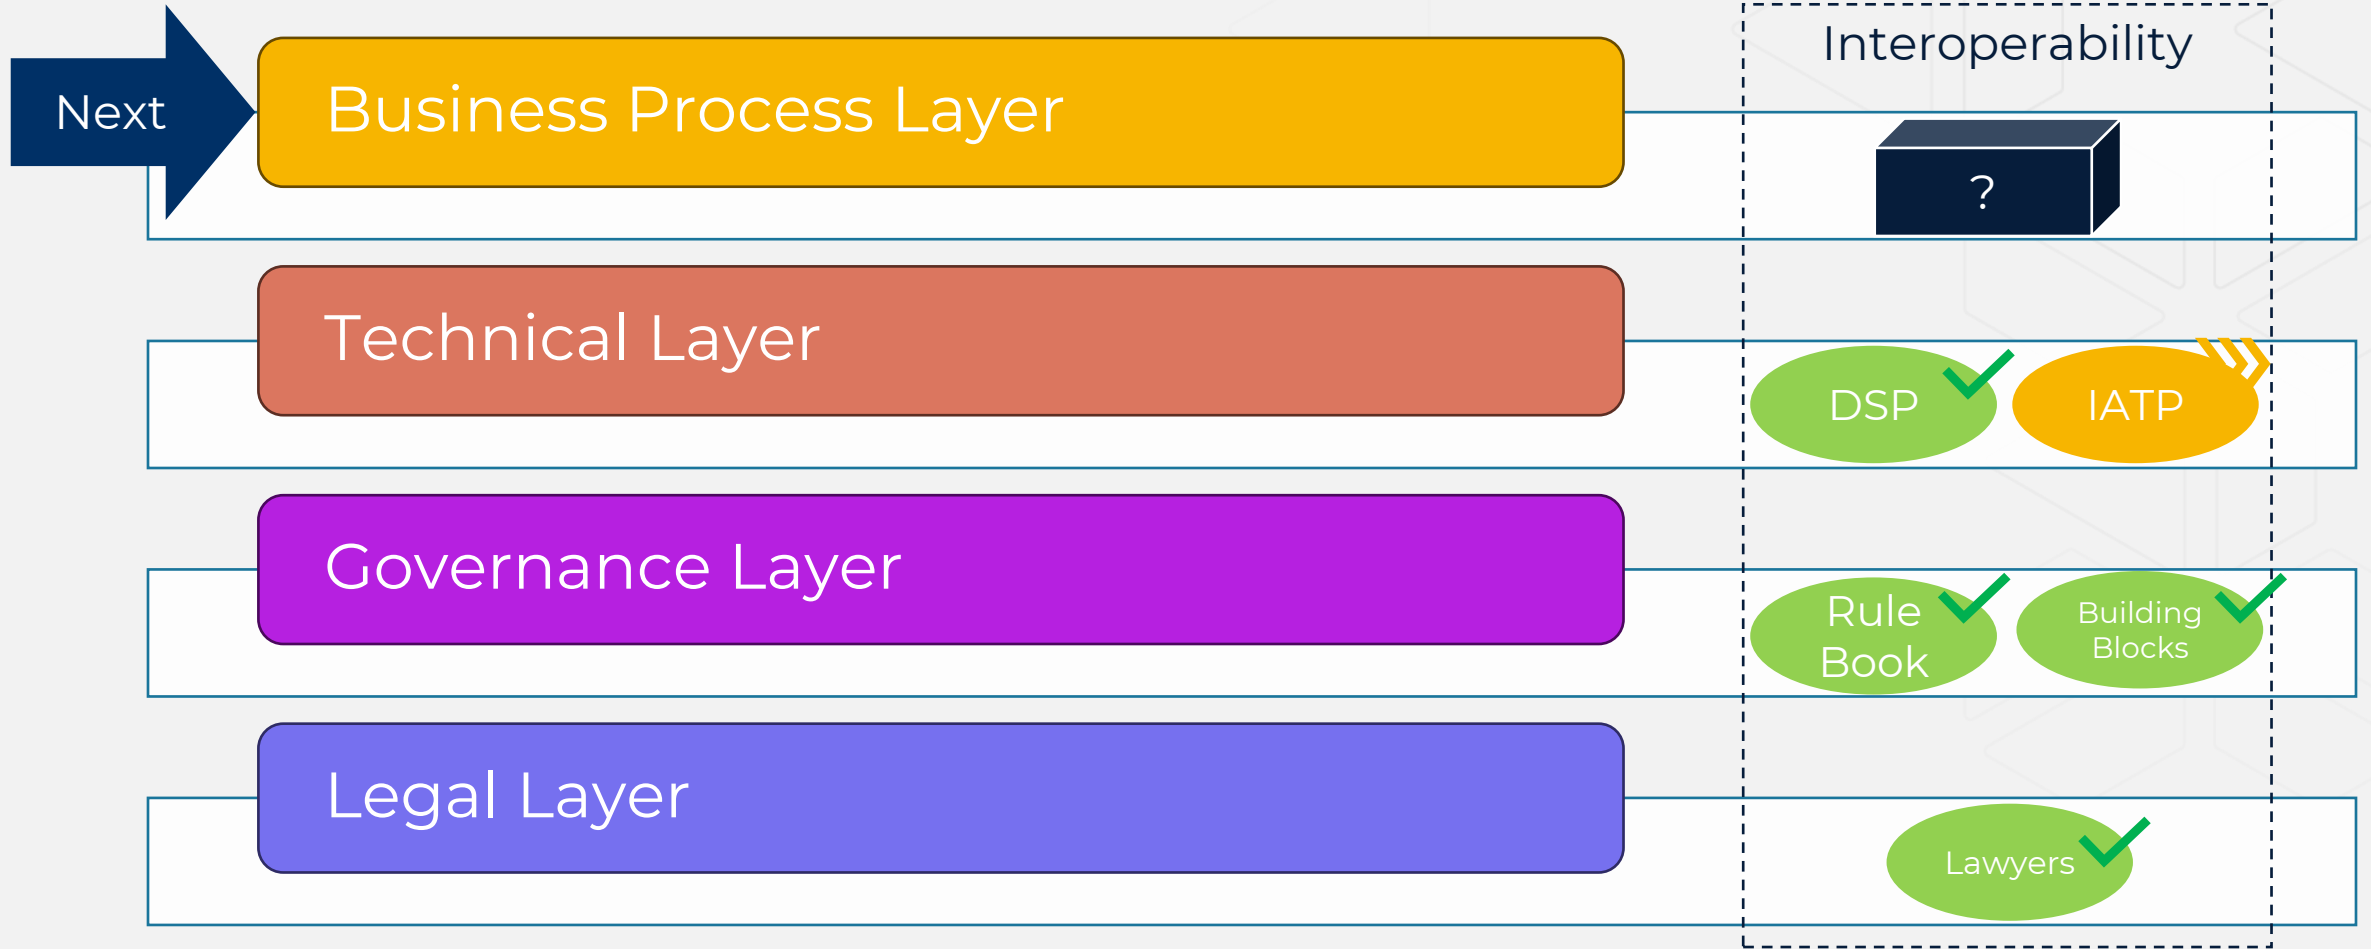 Interoperability
Next
Business Process Layer
?
Technical Layer
DSP
IATP
Governance Layer
Rule
Book
Building
Blocks
Legal Layer
Lawyers